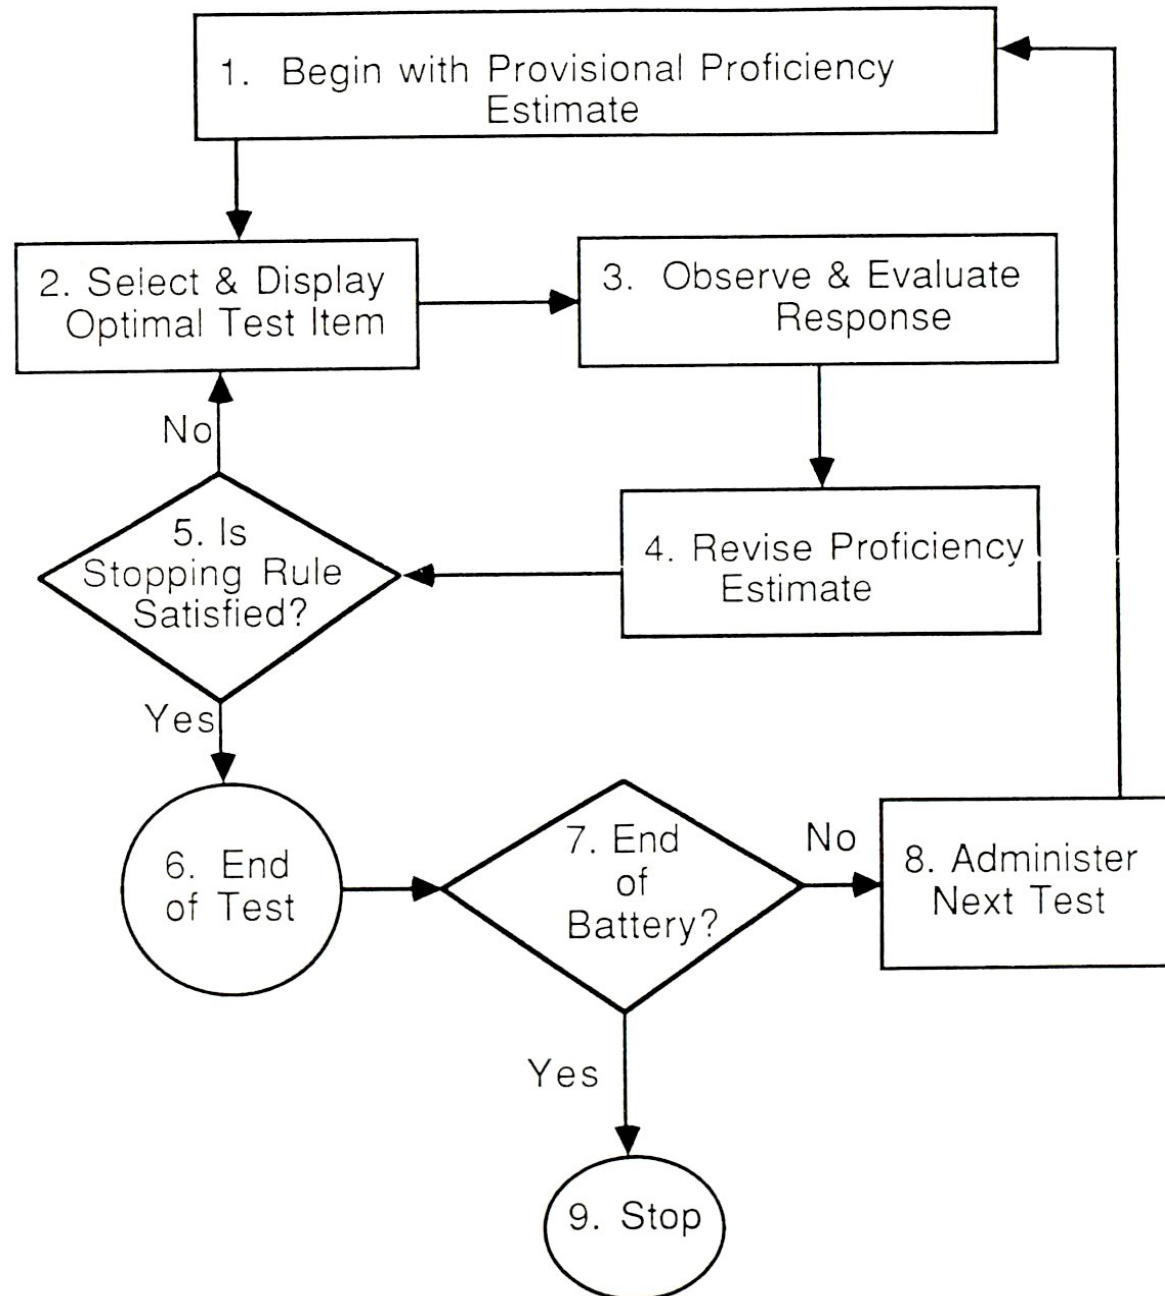 1. Begin with Provisional Proficiency
Estimate
2. Select & Display
Optimal Test Item
3. Observe & Evaluate
Response
No
5. Is
Stopping Rule
Satisfied?
4. Revise Proficiency
Estimate
Yes
6. End
of Test
7. End
of
Battery?
No
8. Administer
Next Test
Yes
9. Stop